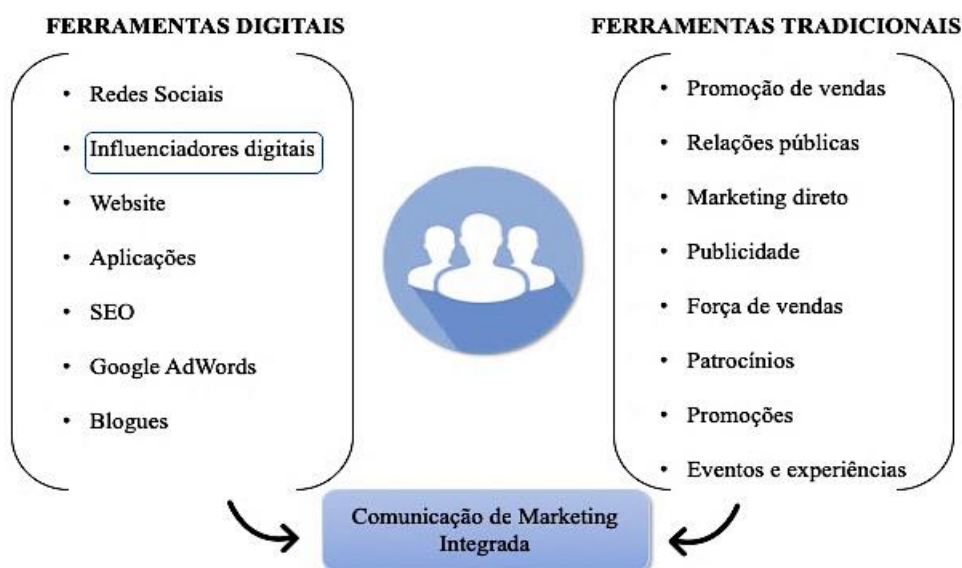 FERRAMENTAS DIGITAIS
• Redes Sociais
• Influenciadores digitais
• Website
• Aplicações
• SEO
• Google AdWords
• Blogues
FERRAMENTAS TRADICIONAIS
• Promoção de vendas
• Relações públicas
• Marketing direto
• Publicidade
• Força de vendas
• Patrocínios
• Promoções
• Eventos e experiências
Comunicação de Marketing
Integrada